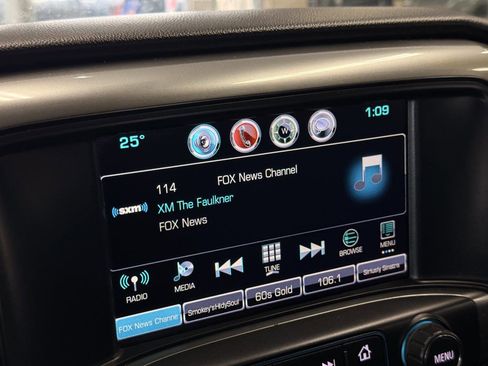 25°
1:09
W
114
FOX News Channel
((sxm))
XM The Faulkner
FOX News
RADIO
MEDIA
TUNE
BROWSE
MENU
FOX News Channe
Smokey'sHldySoul
60s Gold
106.1
Siriusly Sinatra
MENU